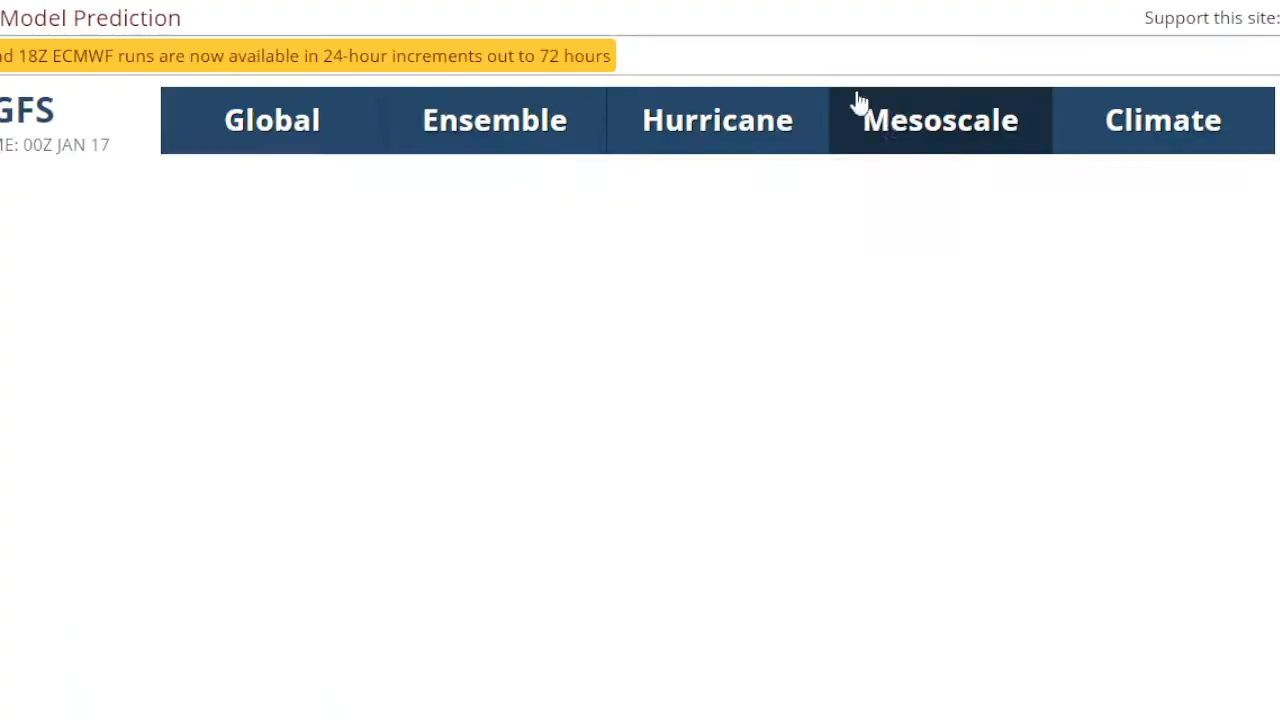 Model Prediction
Support this site:
18Z ECMWF runs are now available in 24-hour increments out to 72 hours
GFS
Global
Ensemble
Hurricane
Mesoscale
Climate
00Z JAN 17